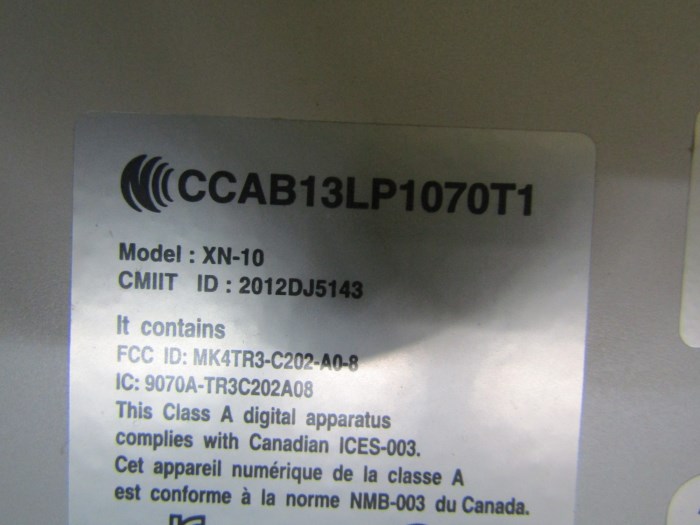 CCAB13LP1070T1
Model : XN-10
CMIIT ID : 2012DJ5143
It contains
FCC ID: MK4TR3-C202-A0-8
IC: 9070A-TR3C202A08
This Class A digital apparatus
complies with Canadian ICES-003.
Cet appareil numérique de la classe A
est conforme à la norme NMB-003 du Canada.